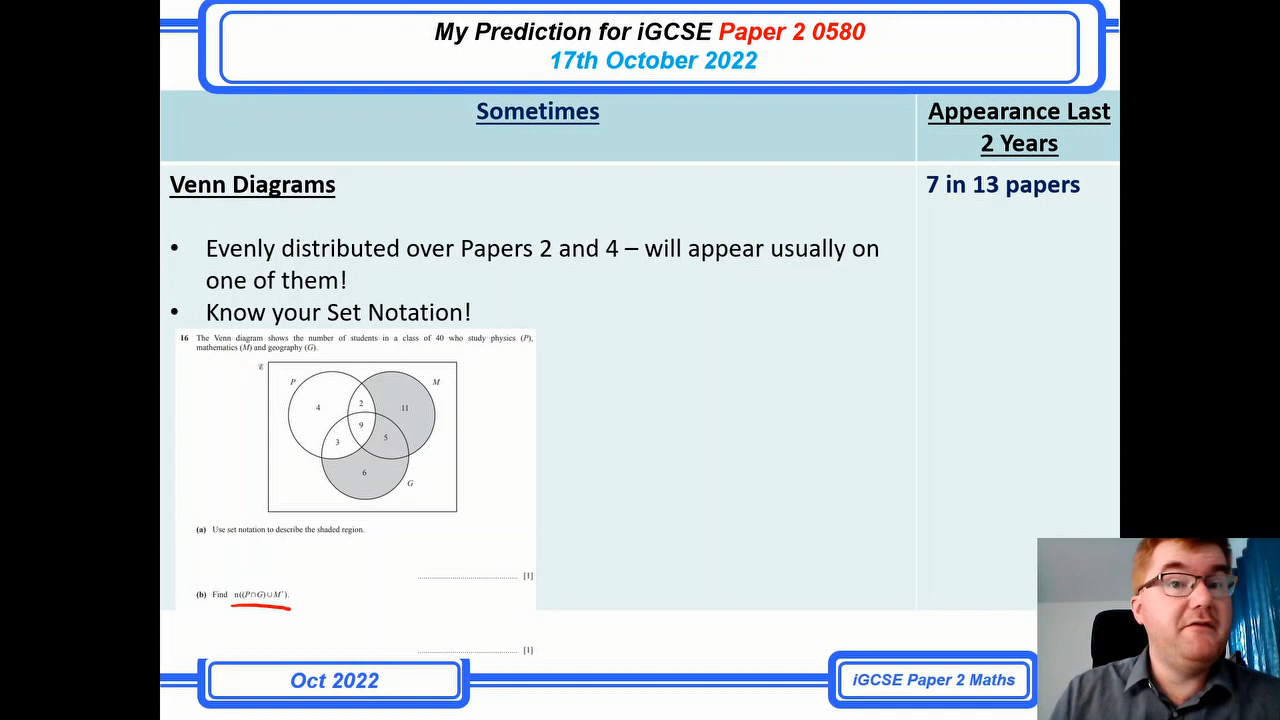 My Prediction for iGCSE Paper 2 0580
17th October 2022
Sometimes
Appearance Last
2 Years
Venn Diagrams
7 in 13 papers
• Evenly distributed over Papers 2 and 4 – will appear usually on
one of them!
• Know your Set Notation!
16 The Venn diagram shows the number of students in a class of 40 who study physics (P),
mathematics (M) and geography (G).
ℰ
P
M
2
4
11
9
3
5
6
G
(a) Use set notation to describe the shaded region.
.................................................. [1]
(b) Find n((P∩G)∪M′).
.................................................. [1]
Oct 2022
iGCSE Paper 2 Maths